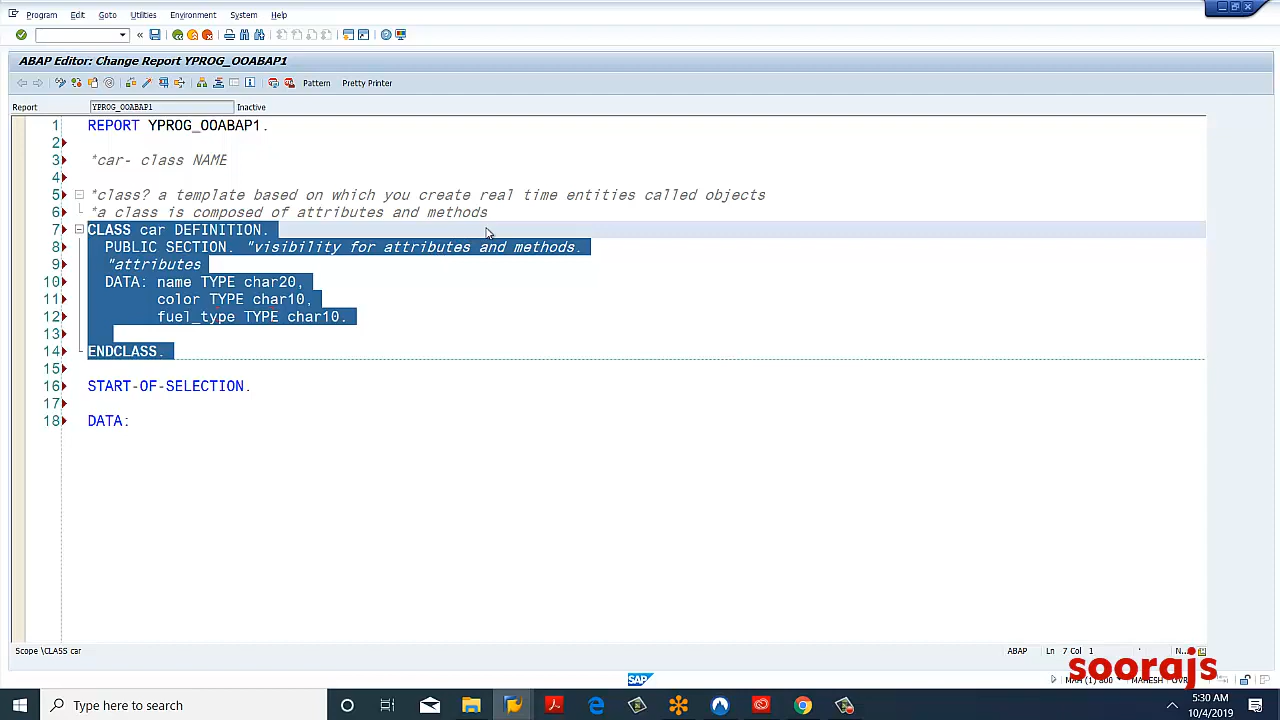 Program Edit Goto Utilities Environment System Help
ABAP Editor: Change Report YPROG_OOABAP1
Pattern Pretty Printer
Report YPROG_OOABAP1 Inactive
1 REPORT YPROG_OOABAP1.
2
3 *car- class NAME
4
5 *class? a template based on which you create real time entities called objects
6 *a class is composed of attributes and methods
7 CLASS car DEFINITION.
8 PUBLIC SECTION. "visibility for attributes and methods.
9 "attributes
10 DATA: name TYPE char20,
11 color TYPE char10,
12 fuel_type TYPE char10.
13
14 ENDCLASS.
15
16 START-OF-SELECTION.
17
18 DATA:
Scope \CLASS car ABAP Ln 7 Col 1 N...
soorajs
SAP
Type here to search
5:30 AM
10/4/2019